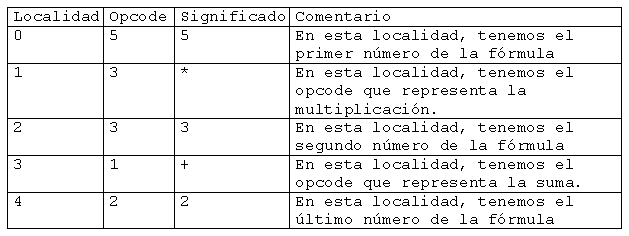 Localidad Opcode Significado Comentario
0 5 5 En esta localidad, tenemos el
primer número de la fórmula
1 3 * En esta localidad, tenemos el
opcode que representa la
multiplicación.
2 3 3 En esta localidad, tenemos el
segundo número de la fórmula
3 1 + En esta localidad, tenemos el
opcode que representa la suma.
4 2 2 En esta localidad, tenemos el
último número de la fórmula